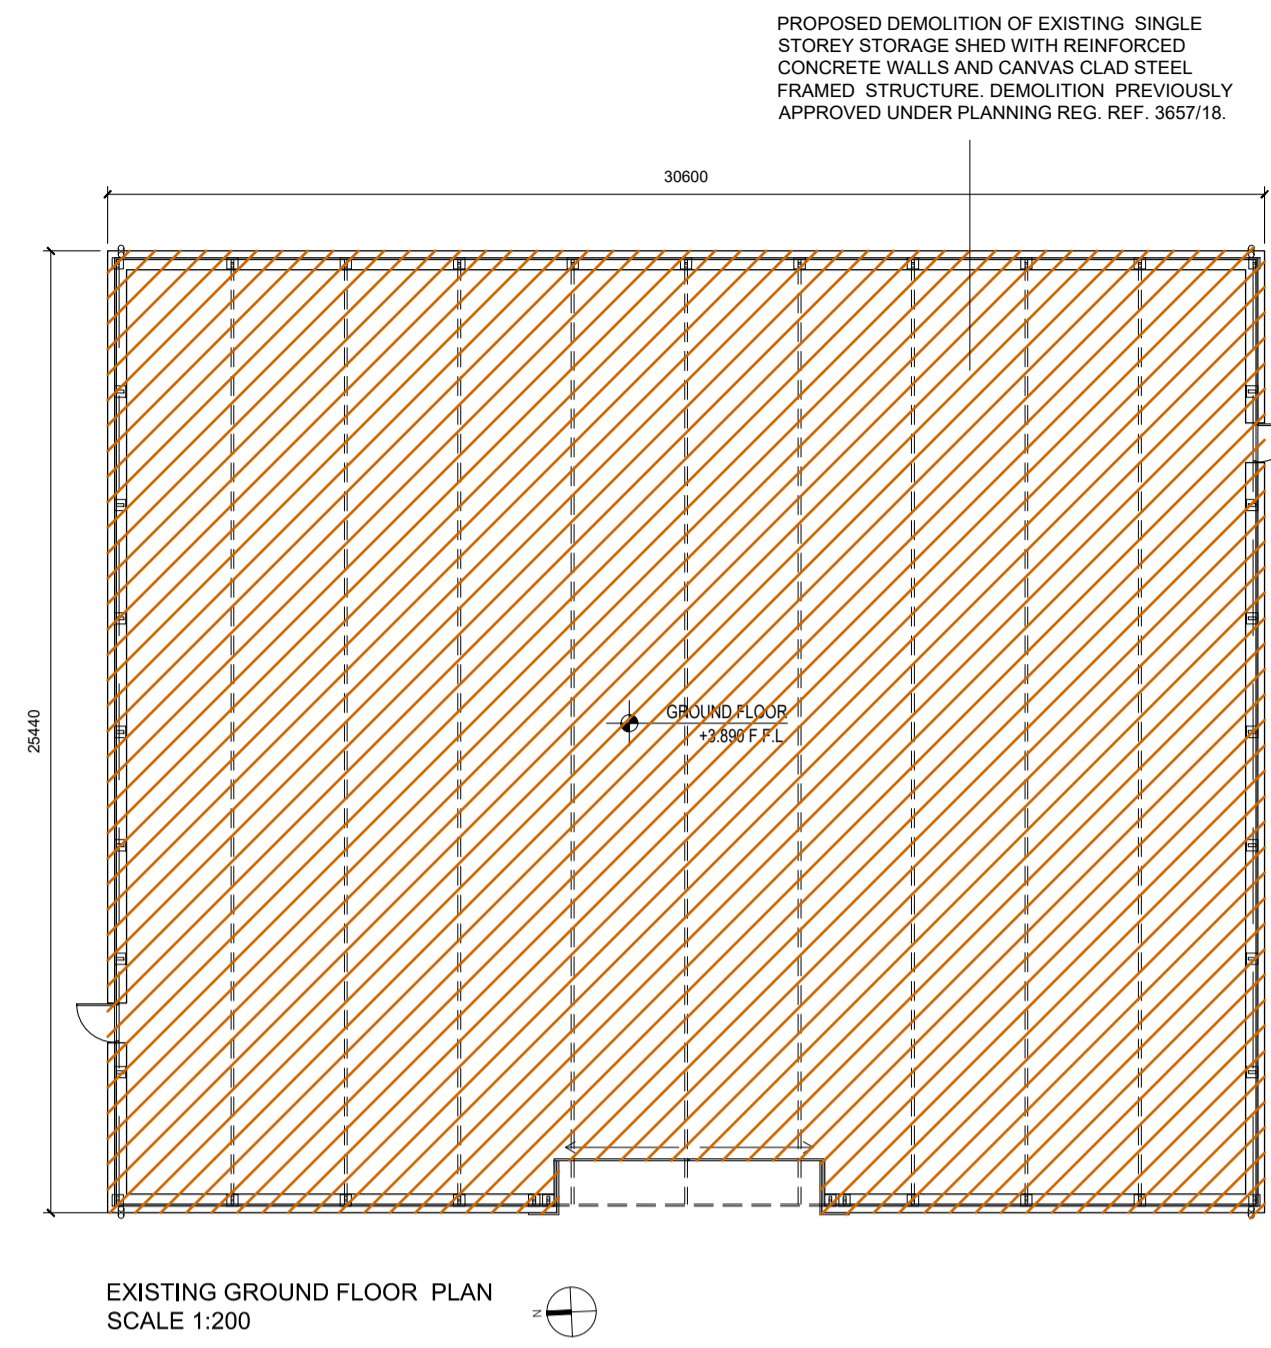 PROPOSED DEMOLITION OF EXISTING SINGLE
STOREY STORAGE SHED WITH REINFORCED
CONCRETE WALLS AND CANVAS CLAD STEEL
FRAMED STRUCTURE. DEMOLITION PREVIOUSLY
APPROVED UNDER PLANNING REG. REF. 3657/18.
30600
25440
GROUND FLOOR
+3.890 F.F.L
EXISTING GROUND FLOOR PLAN
SCALE 1:200
N